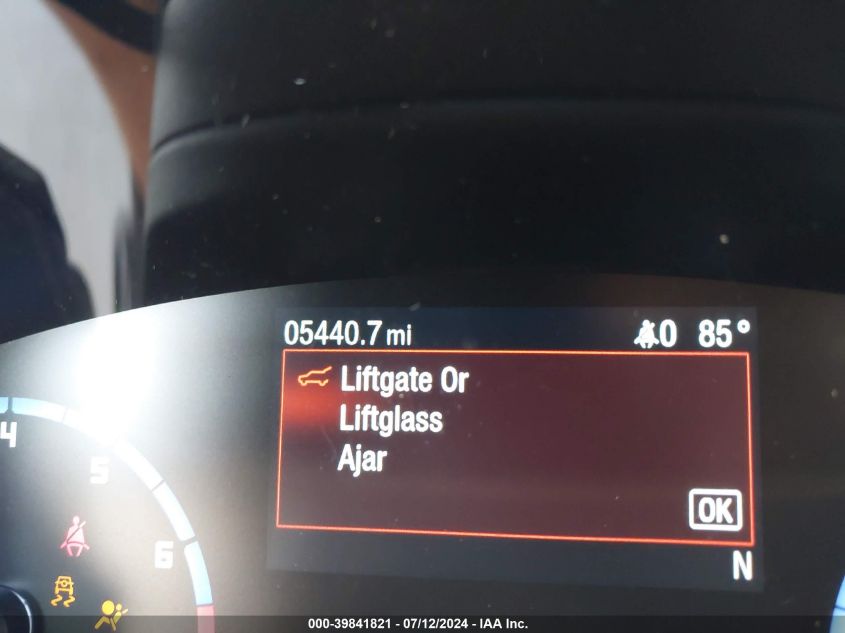 05440.7 mi 0 85°
Liftgate Or
Liftglass
Ajar
OK
N
4
5
6
000-39841821 - 07/12/2024 - IAA Inc.